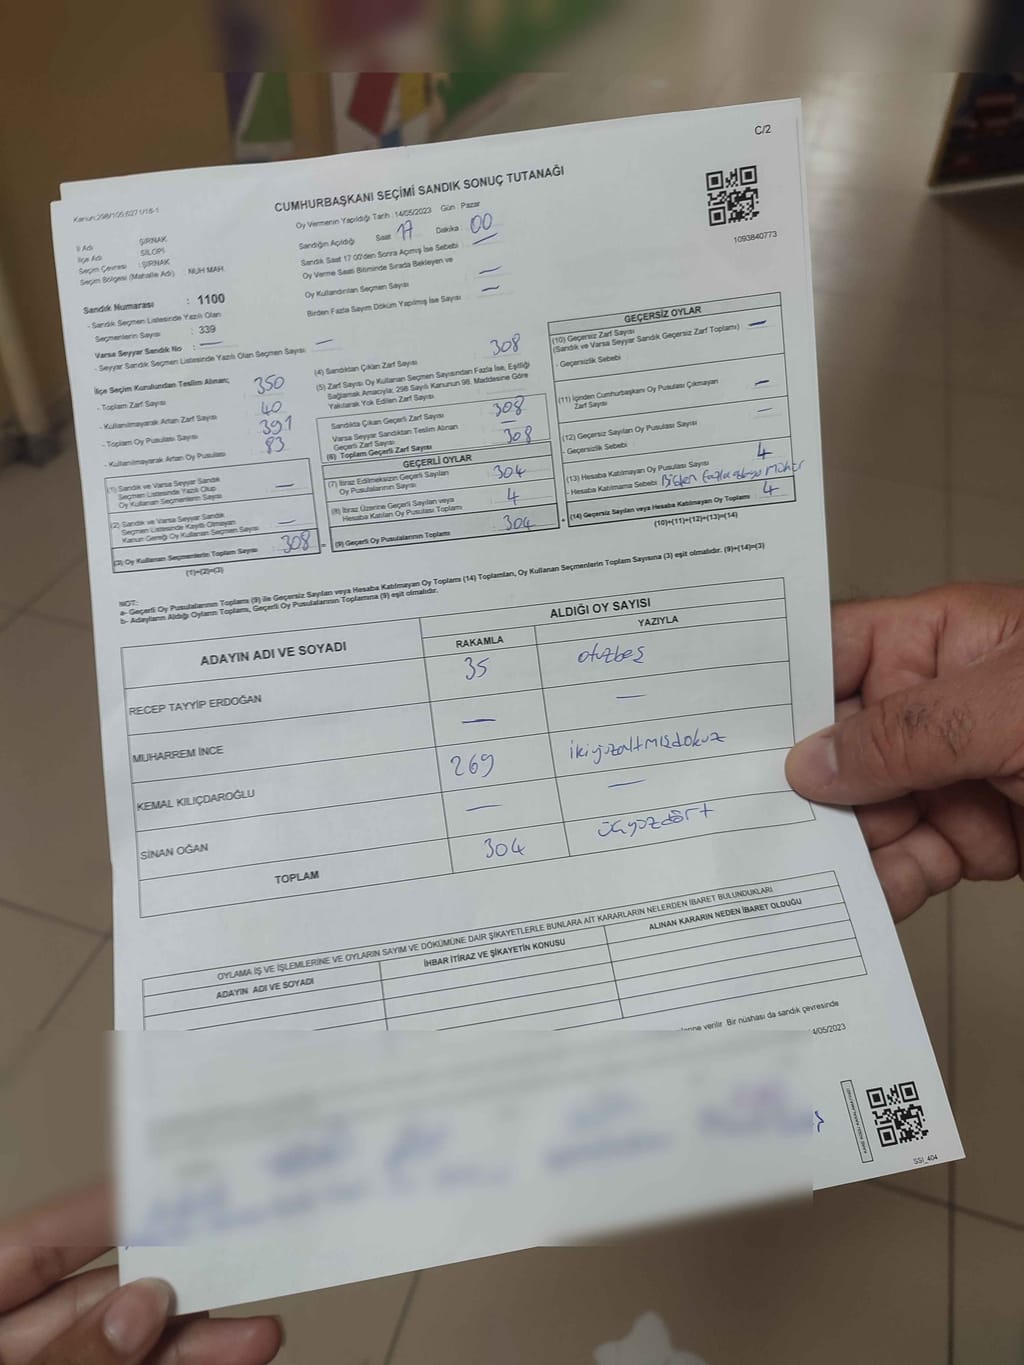 C/2
Kanun:298/105;6271/16-1
CUMHURBAŞKANI SEÇİMİ SANDIK SONUÇ TUTANAĞI
Oy Vermenin Yapıldığı Tarih : 14/05/2023 Gün : Pazar
1093840773
İl Adı : ŞIRNAK
İlçe Adı : SİLOPİ
Seçim Çevresi : ŞIRNAK
Seçim Bölgesi (Mahalle Adı) : NUH MAH.
Sandığın Açıldığı Saat : 17 Dakika : 00
Sandık Saat 17:00'den Sonra Açılmış İse Sebebi : —
Oy Verme Saati Bitiminde Sırada Bekleyen ve
Oy Kullandırılan Seçmen Sayısı : —
Birden Fazla Sayım Döküm Yapılmış İse Sayısı : —
Sandık Numarası : 1100
- Sandık Seçmen Listesinde Yazılı Olan
Seçmenlerin Sayısı : 339
Varsa Seyyar Sandık No : —
- Seyyar Sandık Seçmen Listesinde Yazılı Olan Seçmen Sayısı : —
İlçe Seçim Kurulundan Teslim Alınan;
- Toplam Zarf Sayısı : 350
- Kullanılmayarak Artan Zarf Sayısı : 40
- Toplam Oy Pusulası Sayısı : 391
- Kullanılmayarak Artan Oy Pusulası : 83
(1) Sandık ve Varsa Seyyar Sandık
Seçmen Listesinde Yazılı Olup
Oy Kullanan Seçmenlerin Sayısı : —
(2) Sandık ve Varsa Seyyar Sandık
Seçmen Listesinde Kayıtlı Olmayan
Kanun Gereği Oy Kullanan Seçmen Sayısı : —
(3) Oy Kullanan Seçmenlerin Toplam Sayısı : 308
(1)+(2)=(3)
(4) Sandıktan Çıkan Zarf Sayısı : 308
(5) Zarf Sayısı Oy Kullanan Seçmen Sayısından Fazla İse, Eşitliği
Sağlamak Amacıyla; 298 Sayılı Kanunun 98. Maddesine Göre
Yakılarak Yok Edilen Zarf Sayısı :
Sandıkta Çıkan Geçerli Zarf Sayısı : 308
Varsa Seyyar Sandıktan Teslim Alınan
Geçerli Zarf Sayısı : —
(6) Toplam Geçerli Zarf Sayısı : 308
GEÇERLİ OYLAR
(7) İtiraz Edilmeksizin Geçerli Sayılan
Oy Pusulalarının Sayısı : 304
(8) İtiraz Üzerine Geçerli Sayılan veya
Hesaba Katılan Oy Pusulası Toplamı : 4
(9) Geçerli Oy Pusulalarının Toplamı : 304
GEÇERSİZ OYLAR
(10) Geçersiz Zarf Sayısı
(Sandık ve Varsa Seyyar Sandık Geçersiz Zarf Toplamı) : —
- Geçersizlik Sebebi :
(11) İçinden Cumhurbaşkanı Oy Pusulası Çıkmayan
Zarf Sayısı : —
(12) Geçersiz Sayılan Oy Pusulası Sayısı : —
- Geçersizlik Sebebi :
(13) Hesaba Katılmayan Oy Pusulası Sayısı : 4
- Hesaba Katılmama Sebebi : Birden fazla mühür
(14) Geçersiz Sayılan veya Hesaba Katılmayan Oy Toplamı : 4
(10)+(11)+(12)+(13)=(14)
NOT:
a- Geçerli Oy Pusulalarının Toplamı (9) ile Geçersiz Sayılan veya Hesaba Katılmayan Oy Toplamı (14) Toplamları, Oy Kullanan Seçmenlerin Toplam Sayısına (3) eşit olmalıdır. (9)+(14)=(3)
b- Adayların Aldığı Oyların Toplamı, Geçerli Oy Pusulalarının Toplamına (9) eşit olmalıdır.
ADAYIN ADI VE SOYADI
ALDIĞI OY SAYISI
RAKAMLA YAZIYLA
RECEP TAYYİP ERDOĞAN 35 otuzbeş
MUHARREM İNCE — —
KEMAL KILIÇDAROĞLU 269 ikiyüzaltmışdokuz
SİNAN OĞAN — —
TOPLAM 304 üçyüzdört
OYLAMA İŞ VE İŞLEMLERİNE VE OYLARIN SAYIM VE DÖKÜMÜNE DAİR ŞİKAYETLERLE BUNLARA AİT KARARLARIN NELERDEN İBARET BULUNDUKLARI
ADAYIN ADI VE SOYADI İHBAR İTİRAZ VE ŞİKAYETİN KONUSU ALINAN KARARIN NEDEN İBARET OLDUĞU
verilir. Bir nüshası da sandık çevresinde
4/05/2023
SSİ_404